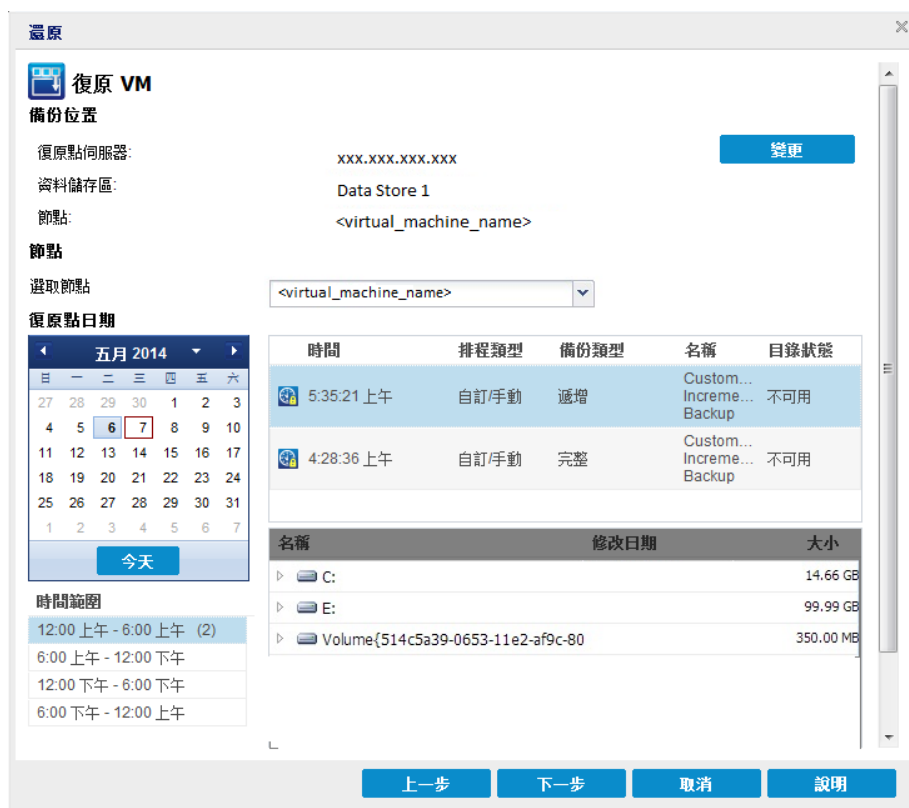 還原
復原 VM
備份位置
復原點伺服器: xxx.xxx.xxx.xxx 變更
資料儲存區: Data Store 1
節點: <virtual_machine_name>
節點
選取節點 <virtual_machine_name>
復原點日期
五月 2014
日 一 二 三 四 五 六
27 28 29 30 1 2 3
4 5 6 7 8 9 10
11 12 13 14 15 16 17
18 19 20 21 22 23 24
25 26 27 28 29 30 31
1 2 3 4 5 6 7
今天
時間範圍
12:00 上午 - 6:00 上午 (2)
6:00 上午 - 12:00 下午
12:00 下午 - 6:00 下午
6:00 下午 - 12:00 上午
時間 排程類型 備份類型 名稱 目錄狀態
5:35:21 上午 自訂/手動 遞增 Custom... Increme... Backup 不可用
4:28:36 上午 自訂/手動 完整 Custom... Increme... Backup 不可用
名稱 修改日期 大小
C: 14.66 GB
E: 99.99 GB
Volume{514c5a39-0653-11e2-af9c-80 350.00 MB
上一步 下一步 取消 說明